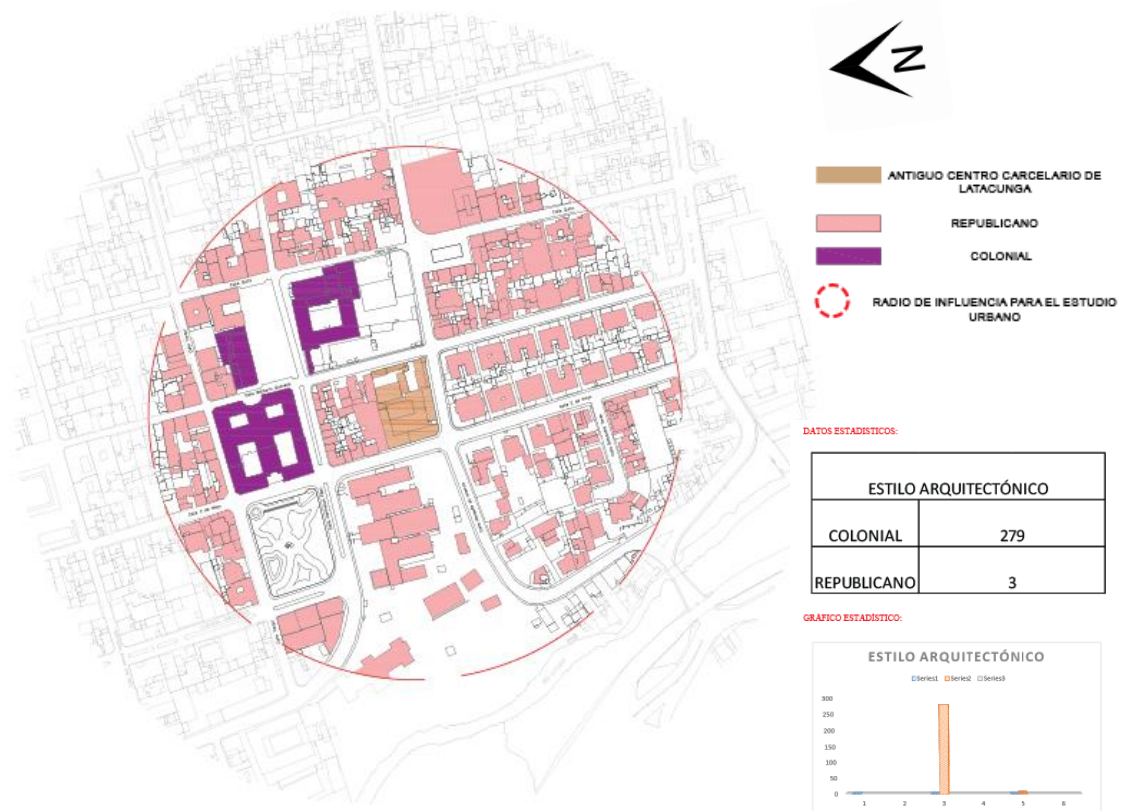 N
ANTIGUO CENTRO CARCELARIO DE
LATACUNGA
REPUBLICANO
COLONIAL
RADIO DE INFLUENCIA PARA EL ESTUDIO
URBANO
DATOS ESTADISTICOS:
ESTILO ARQUITECTÓNICO
COLONIAL 279
REPUBLICANO 3
GRAFICO ESTADÍSTICO:
ESTILO ARQUITECTÓNICO
Series1 Series2 Series3
300
250
200
150
100
50
0
1 2 3 4 5 6